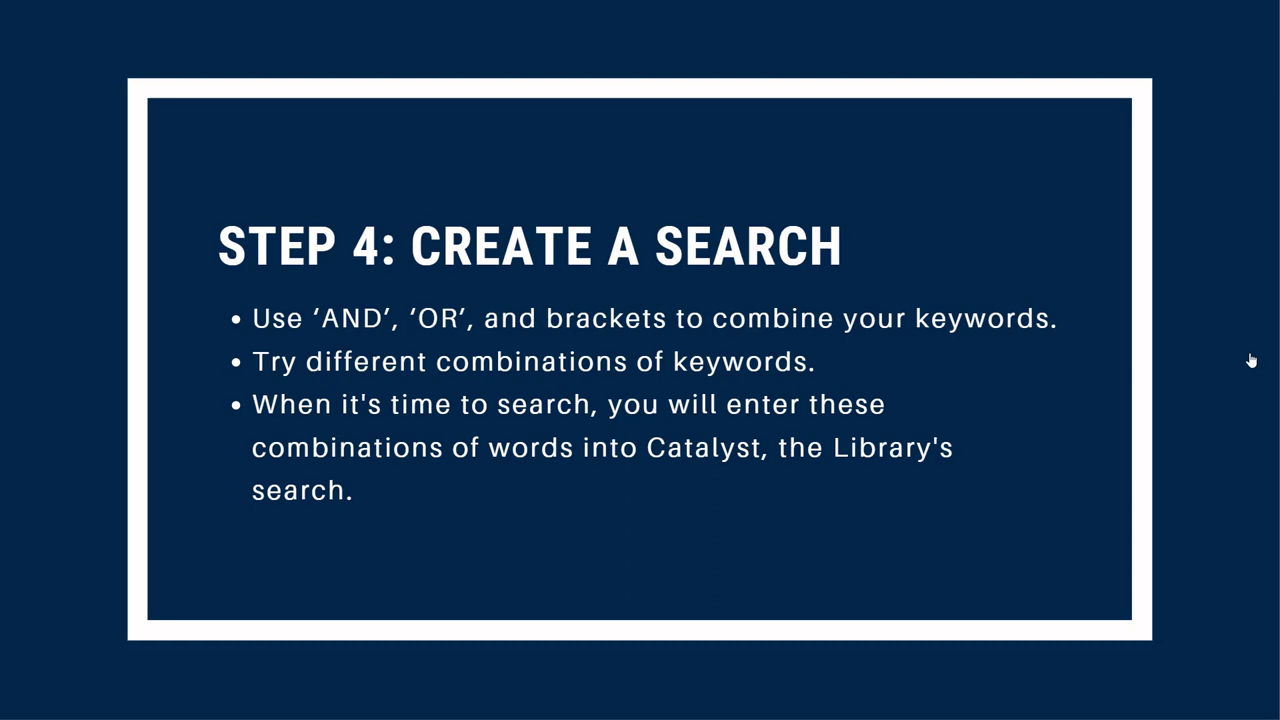 STEP 4: CREATE A SEARCH
• Use ‘AND’, ‘OR’, and brackets to combine your keywords.
• Try different combinations of keywords.
• When it's time to search, you will enter these
combinations of words into Catalyst, the Library's
search.